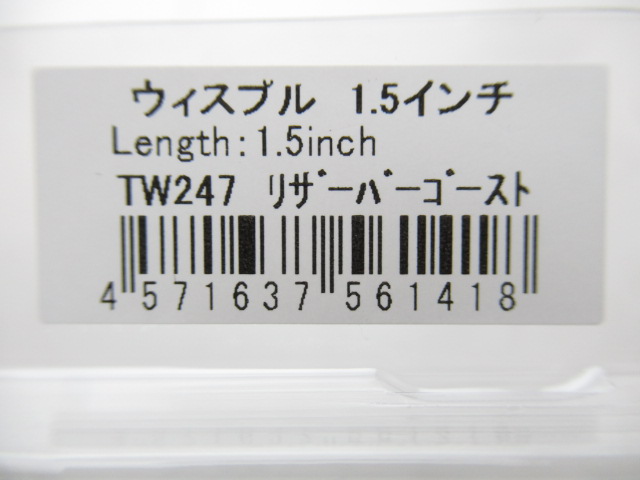 ウィスプル 1.5インチ
Length:1.5inch
TW247 ﾘｻﾞｰﾊﾞｰｺﾞｰｽﾄ
4 571637 561418